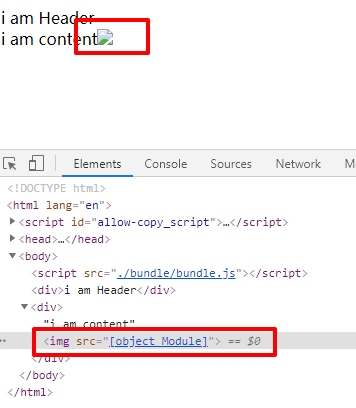 i am Header
i am content
Elements Console Sources Network M
<!DOCTYPE html>
<html lang="en">
▶<script id="allow-copy_script">…</script>
▶<head>…</head>
▼<body>
<script src="./bundle/bundle.js"></script>
<div>i am Header</div>
▼<div>
"i am content"
<img src="[object Module]"> == $0
</div>
</body>
</html>